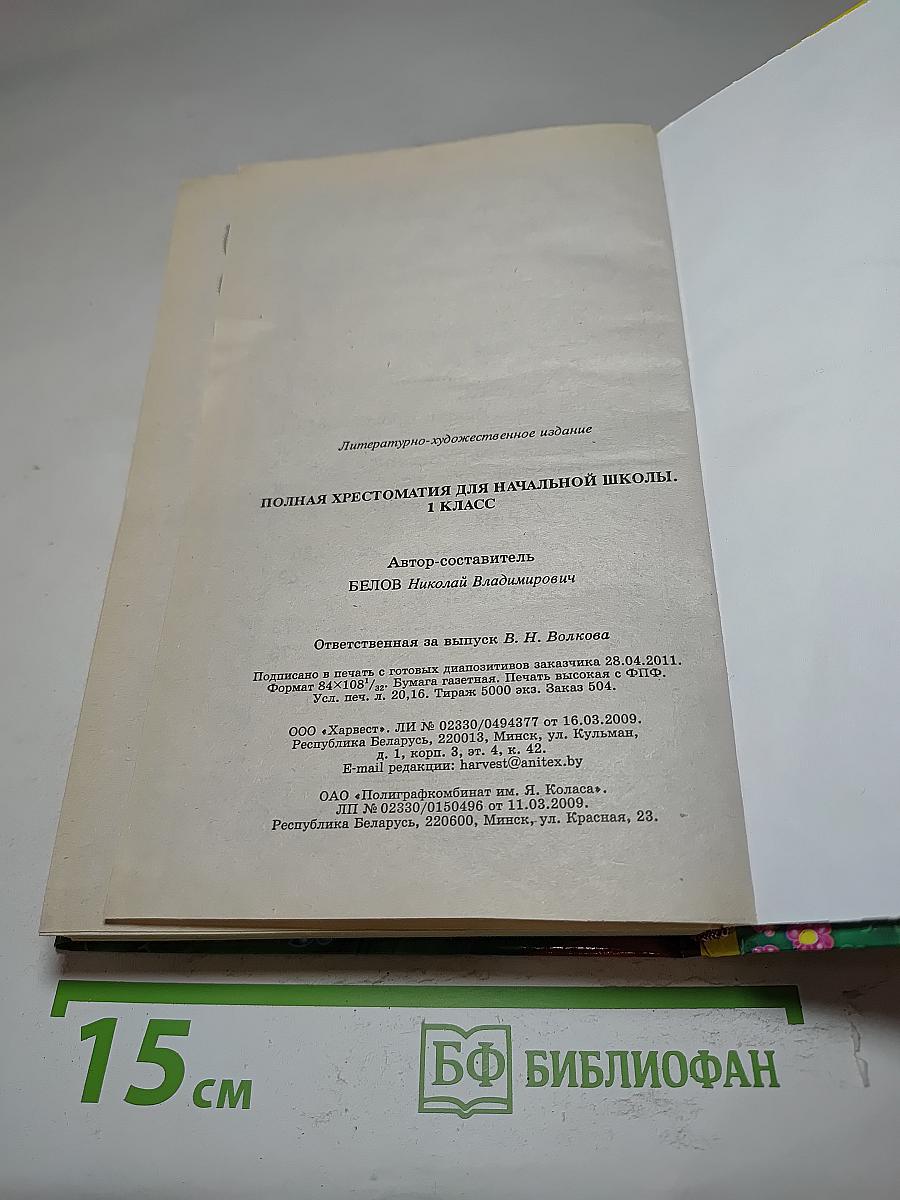 Литературно-художественное издание
ПОЛНАЯ ХРЕСТОМАТИЯ ДЛЯ НАЧАЛЬНОЙ ШКОЛЫ.
1 КЛАСС
Автор-составитель
БЕЛОВ Николай Владимирович
Ответственная за выпуск В. Н. Волкова
Подписано в печать с готовых диапозитивов заказчика 28.04.2011.
Формат 84×108¹/₃₂. Бумага газетная. Печать высокая с ФПФ.
Усл. печ. л. 20,16. Тираж 5000 экз. Заказ 504.
ООО «Харвест». ЛИ № 02330/0494377 от 16.03.2009.
Республика Беларусь, 220013, Минск, ул. Кульман,
д. 1, корп. 3, эт. 4, к. 42.
E-mail редакции: harvest@anitex.by
ОАО «Полиграфкомбинат им. Я. Коласа».
ЛП № 02330/0150496 от 11.03.2009.
Республика Беларусь, 220600, Минск, ул. Красная, 23.
15 см
БФ БИБЛИОФАН